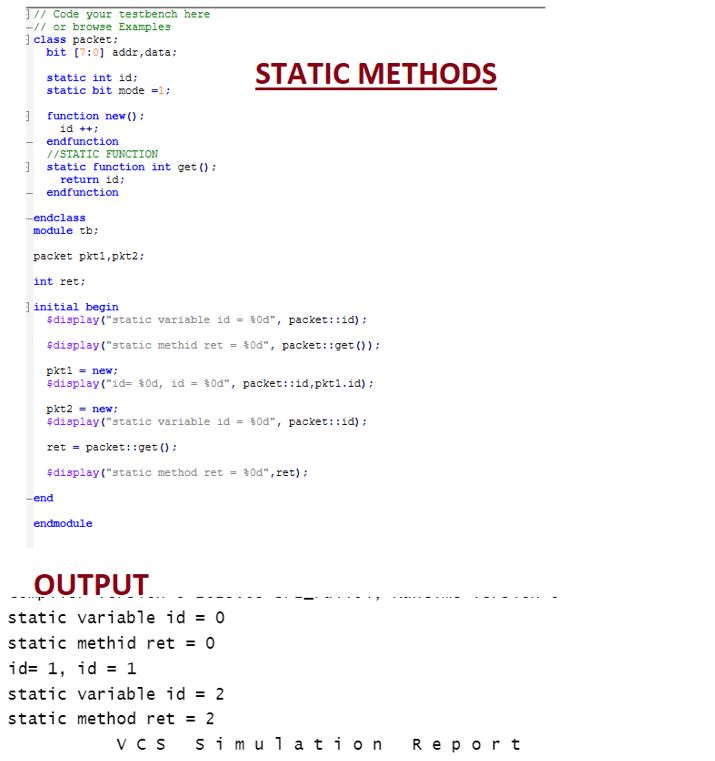 // Code your testbench here
// or browse Examples
class packet;
bit [7:0] addr,data;
STATIC METHODS
static int id;
static bit mode =1;
function new();
id ++;
endfunction
//STATIC FUNCTION
static function int get();
return id;
endfunction
endclass
module tb;
packet pkt1,pkt2;
int ret;
initial begin
$display("static variable id = %0d", packet::id);
$display("static methid ret = %0d", packet::get());
pkt1 = new;
$display("id= %0d, id = %0d", packet::id,pkt1.id);
pkt2 = new;
$display("static variable id = %0d", packet::id);
ret = packet::get();
$display("static method ret = %0d",ret);
end
endmodule
OUTPUT
static variable id = 0
static methid ret = 0
id= 1, id = 1
static variable id = 2
static method ret = 2
V C S S i m u l a t i o n R e p o r t